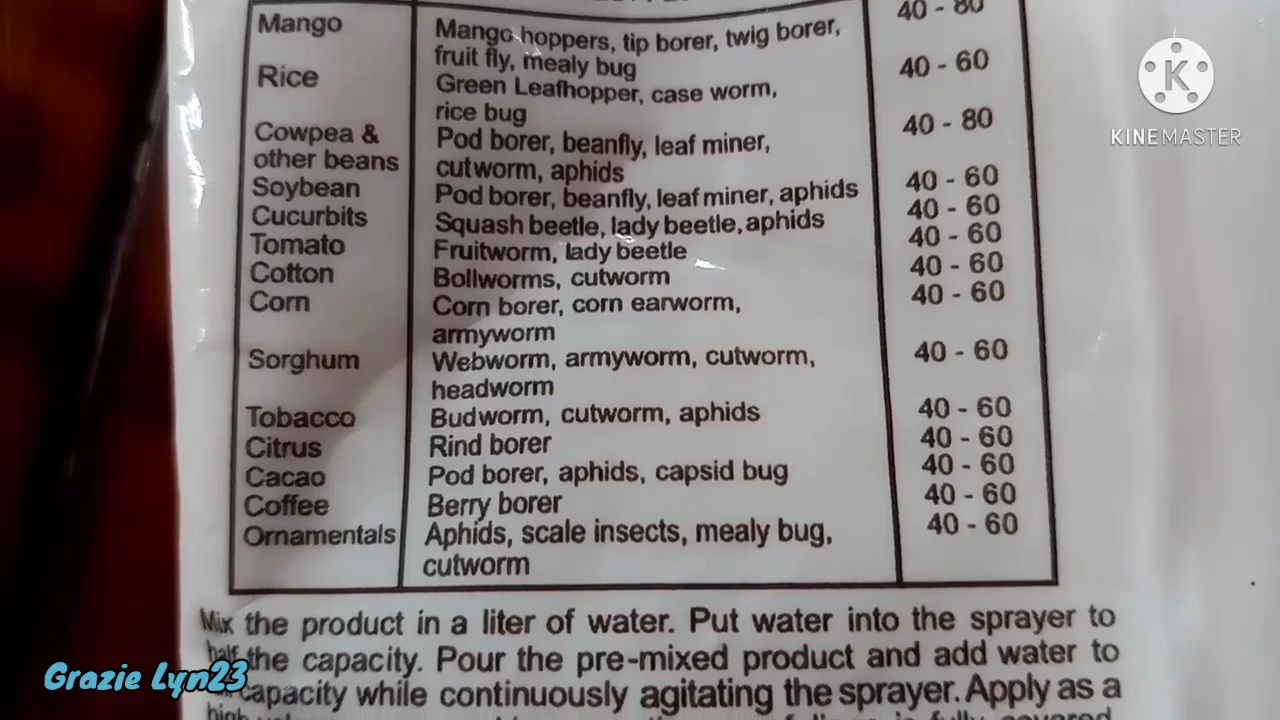 Mango Mango hoppers, tip borer, twig borer, 40 - 80
fruit fly, mealy bug
Rice Green Leafhopper, case worm, 40 - 60
rice bug
Cowpea & Pod borer, beanfly, leaf miner, 40 - 80
other beans cutworm, aphids
Soybean Pod borer, beanfly, leaf miner, aphids 40 - 60
Cucurbits Squash beetle, lady beetle, aphids 40 - 60
Tomato Fruitworm, lady beetle 40 - 60
Cotton Bollworms, cutworm 40 - 60
Corn Corn borer, corn earworm, 40 - 60
armyworm
Sorghum Webworm, armyworm, cutworm, 40 - 60
headworm
Tobacco Budworm, cutworm, aphids 40 - 60
Citrus Rind borer 40 - 60
Cacao Pod borer, aphids, capsid bug 40 - 60
Coffee Berry borer 40 - 60
Ornamentals Aphids, scale insects, mealy bug, 40 - 60
cutworm
Mix the product in a liter of water. Put water into the sprayer to
half the capacity. Pour the pre-mixed product and add water to
capacity while continuously agitating the sprayer. Apply as a
high is fully covered
K
KINEMASTER
Grazie Lyn23